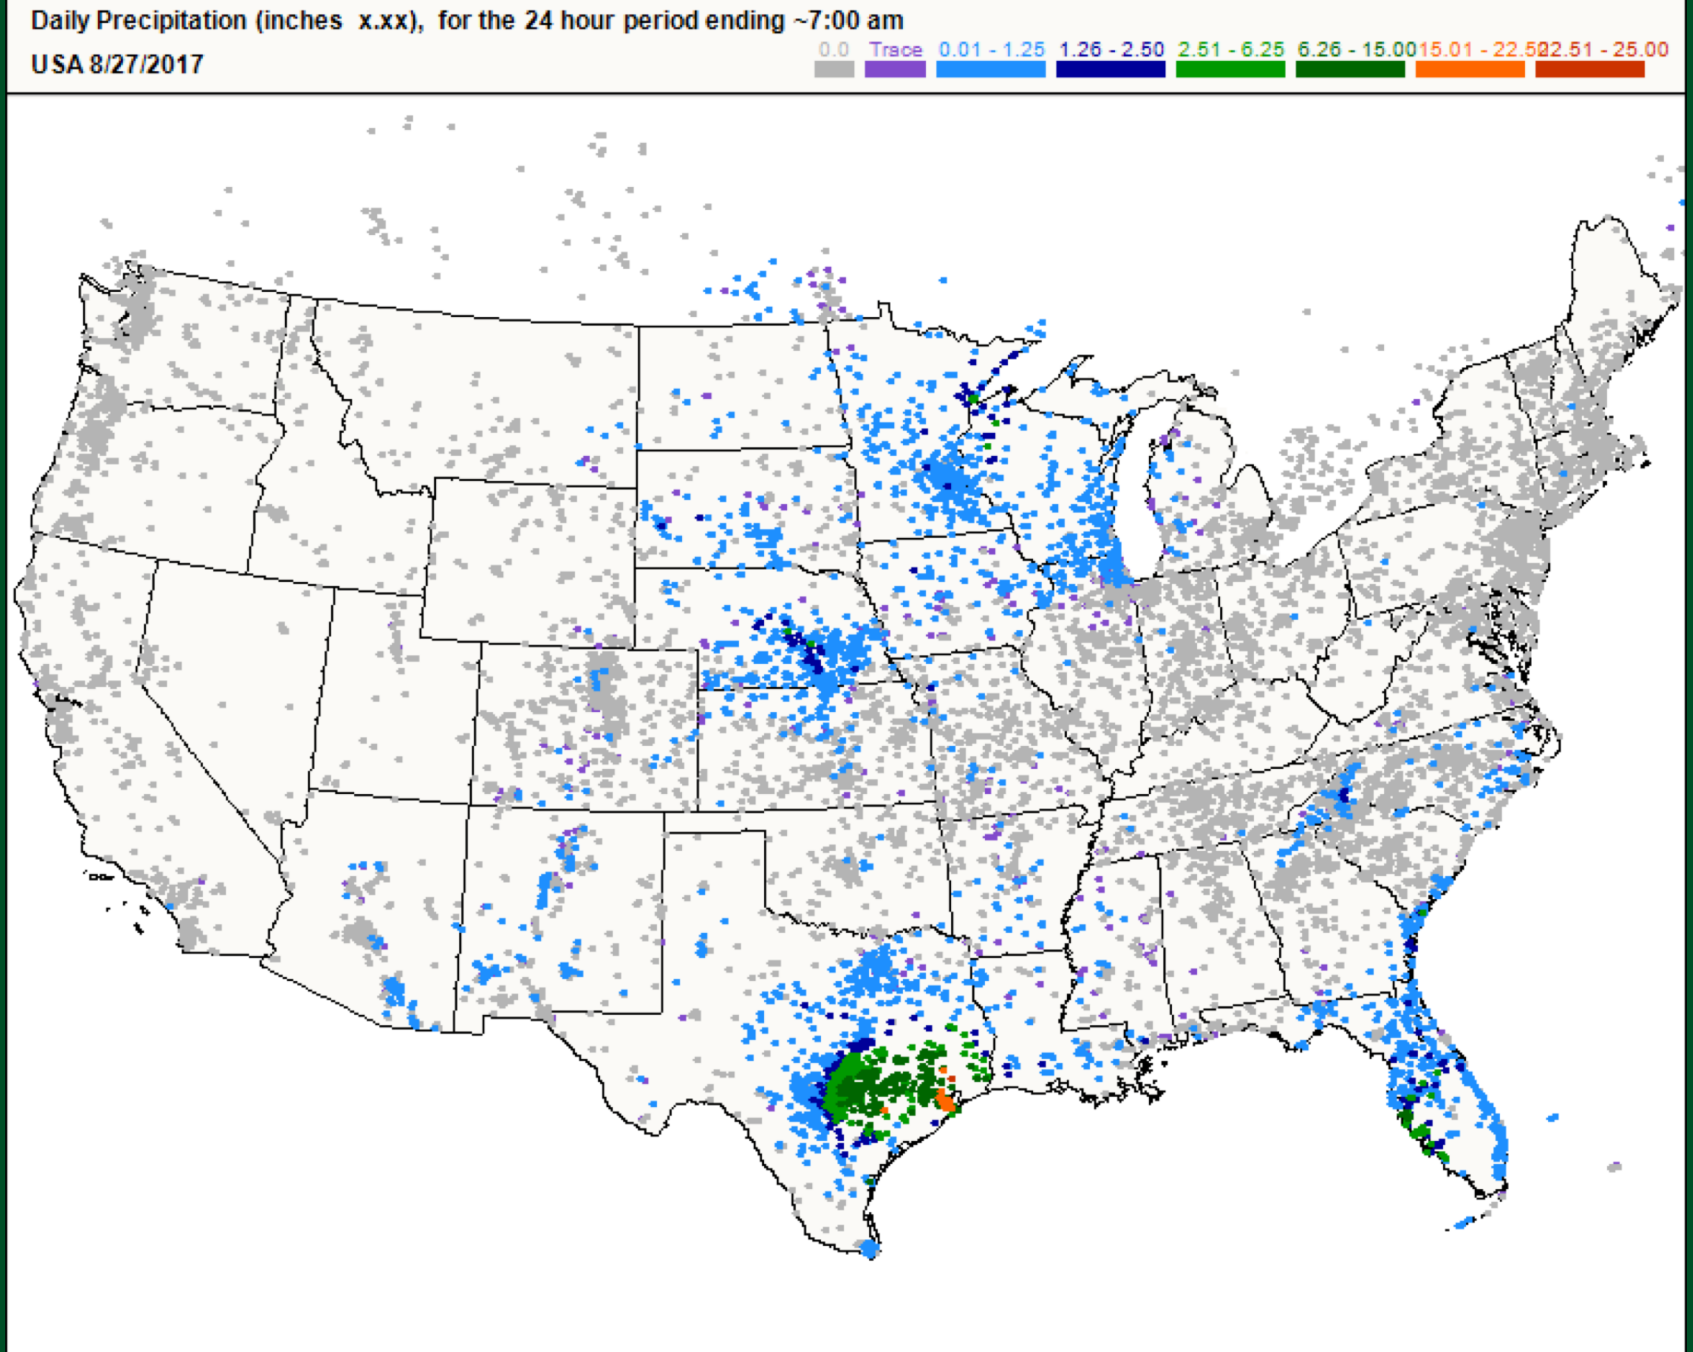 Daily Precipitation (inches x.xx), for the 24 hour period ending ~7:00 am
0.0 Trace 0.01 - 1.25 1.26 - 2.50 2.51 - 6.25 6.26 - 15.00 15.01 - 22.50 22.51 - 25.00
USA 8/27/2017